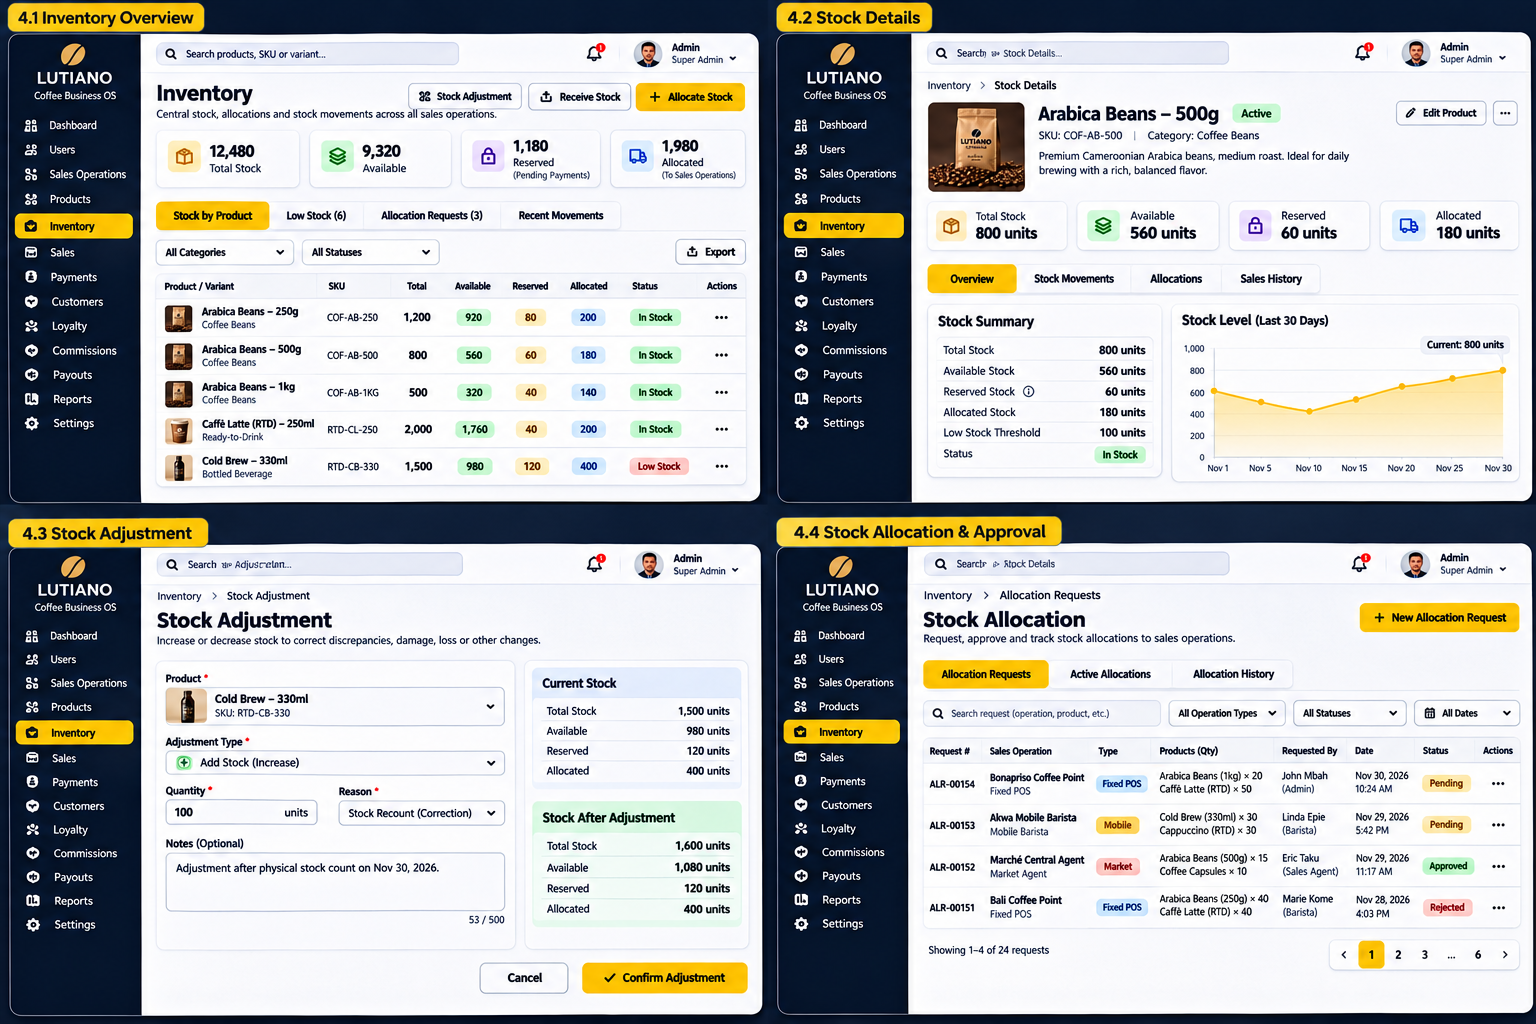 4.1 Inventory Overview
LUTIANO
Coffee Business OS
Dashboard
Users
Sales Operations
Products
Inventory
Sales
Payments
Customers
Loyalty
Commissions
Payouts
Reports
Settings
Search products, SKU or variant...
1
Admin
Super Admin
Inventory
Central stock, allocations and stock movements across all sales operations.
Stock Adjustment
Receive Stock
+ Allocate Stock
12,480
Total Stock
9,320
Available
1,180
Reserved
(Pending Payments)
1,980
Allocated
(To Sales Operations)
Stock by Product Low Stock (6) Allocation Requests (3) Recent Movements
All Categories All Statuses Export
Product / Variant SKU Total Available Reserved Allocated Status Actions
Arabica Beans – 250g
Coffee Beans
COF-AB-250 1,200 920 80 200 In Stock ...
Arabica Beans – 500g
Coffee Beans
COF-AB-500 800 560 60 180 In Stock ...
Arabica Beans – 1kg
Coffee Beans
COF-AB-1KG 500 320 40 140 In Stock ...
Caffè Latte (RTD) – 250ml
Ready-to-Drink
RTD-CL-250 2,000 1,760 40 200 In Stock ...
Cold Brew – 330ml
Bottled Beverage
RTD-CB-330 1,500 980 120 400 Low Stock ...
4.2 Stock Details
LUTIANO
Coffee Business OS
Dashboard
Users
Sales Operations
Products
Inventory
Sales
Payments
Customers
Loyalty
Commissions
Payouts
Reports
Settings
Search Stock Details...
1
Admin
Super Admin
Inventory > Stock Details
LUTIANO
Arabica Beans – 500g Active
SKU: COF-AB-500 | Category: Coffee Beans
Premium Cameroonian Arabica beans, medium roast. Ideal for daily
brewing with a rich, balanced flavor.
Edit Product ...
Total Stock
800 units
Available
560 units
Reserved
60 units
Allocated
180 units
Overview Stock Movements Allocations Sales History
Stock Summary
Total Stock 800 units
Available Stock 560 units
Reserved Stock 60 units
Allocated Stock 180 units
Low Stock Threshold 100 units
Status In Stock
Stock Level (Last 30 Days)
Current: 800 units
1,000
800
600
400
200
0
Nov 1 Nov 5 Nov 10 Nov 15 Nov 20 Nov 25 Nov 30
4.3 Stock Adjustment
LUTIANO
Coffee Business OS
Dashboard
Users
Sales Operations
Products
Inventory
Sales
Payments
Customers
Loyalty
Commissions
Payouts
Reports
Settings
Search
1
Admin
Super Admin
Inventory > Stock Adjustment
Stock Adjustment
Increase or decrease stock to correct discrepancies, damage, loss or other changes.
Product *
Cold Brew – 330ml
SKU: RTD-CB-330
Adjustment Type *
Add Stock (Increase)
Quantity * Reason *
100 units Stock Recount (Correction)
Notes (Optional)
Adjustment after physical stock count on Nov 30, 2026.
53 / 500
Current Stock
Total Stock 1,500 units
Available 980 units
Reserved 120 units
Allocated 400 units
Stock After Adjustment
Total Stock 1,600 units
Available 1,080 units
Reserved 120 units
Allocated 400 units
Cancel Confirm Adjustment
4.4 Stock Allocation & Approval
LUTIANO
Coffee Business OS
Dashboard
Users
Sales Operations
Products
Inventory
Sales
Payments
Customers
Loyalty
Commissions
Payouts
Reports
Settings
Search Stock Details
1
Admin
Super Admin
Inventory > Allocation Requests
Stock Allocation
Request, approve and track stock allocations to sales operations.
+ New Allocation Request
Allocation Requests Active Allocations Allocation History
Search request (operation, product, etc.) All Operation Types All Statuses All Dates
Request # Sales Operation Type Products (Qty) Requested By Date Status Actions
ALR-00154 Bonapriso Coffee Point Fixed POS Arabica Beans (1kg) × 20 John Mbah Nov 30, 2026 Pending ...
Fixed POS Caffè Latte (RTD) × 50 (Admin) 10:24 AM
ALR-00153 Akwa Mobile Barista Mobile Cold Brew (330ml) × 30 Linda Epie Nov 29, 2026 Pending ...
Mobile Barista Cappuccino (RTD) × 30 (Barista) 5:42 PM
ALR-00152 Marché Central Agent Market Arabica Beans (500g) × 15 Eric Taku Nov 29, 2026 Approved ...
Market Agent Coffee Capsules × 10 (Sales Agent) 11:17 AM
ALR-00151 Bali Coffee Point Fixed POS Arabica Beans (250g) × 40 Marie Kome Nov 28, 2026 Rejected ...
Fixed POS Caffè Latte (RTD) × 40 (Barista) 4:03 PM
Showing 1–4 of 24 requests
< 1 2 3 ... 6 >